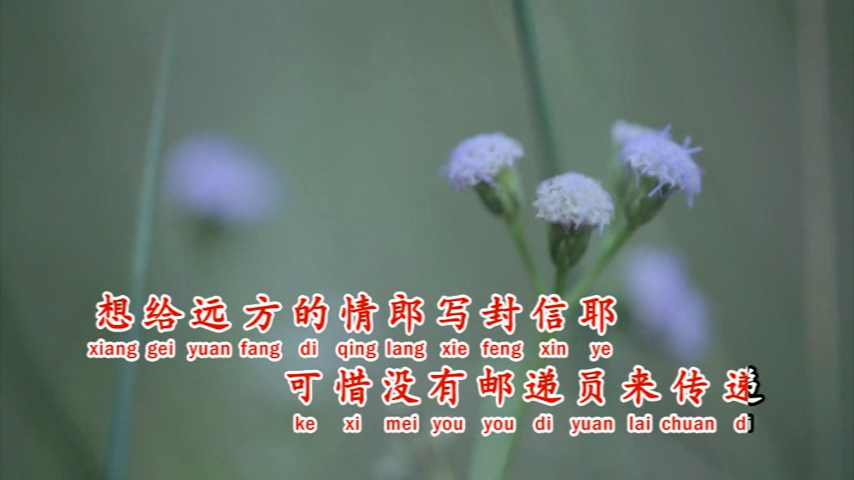 想给远方的情郎写封信耶
xiang gei yuan fang di qing lang xie feng xin ye
可惜没有邮递员来传递
ke xi mei you you di yuan lai chuan di